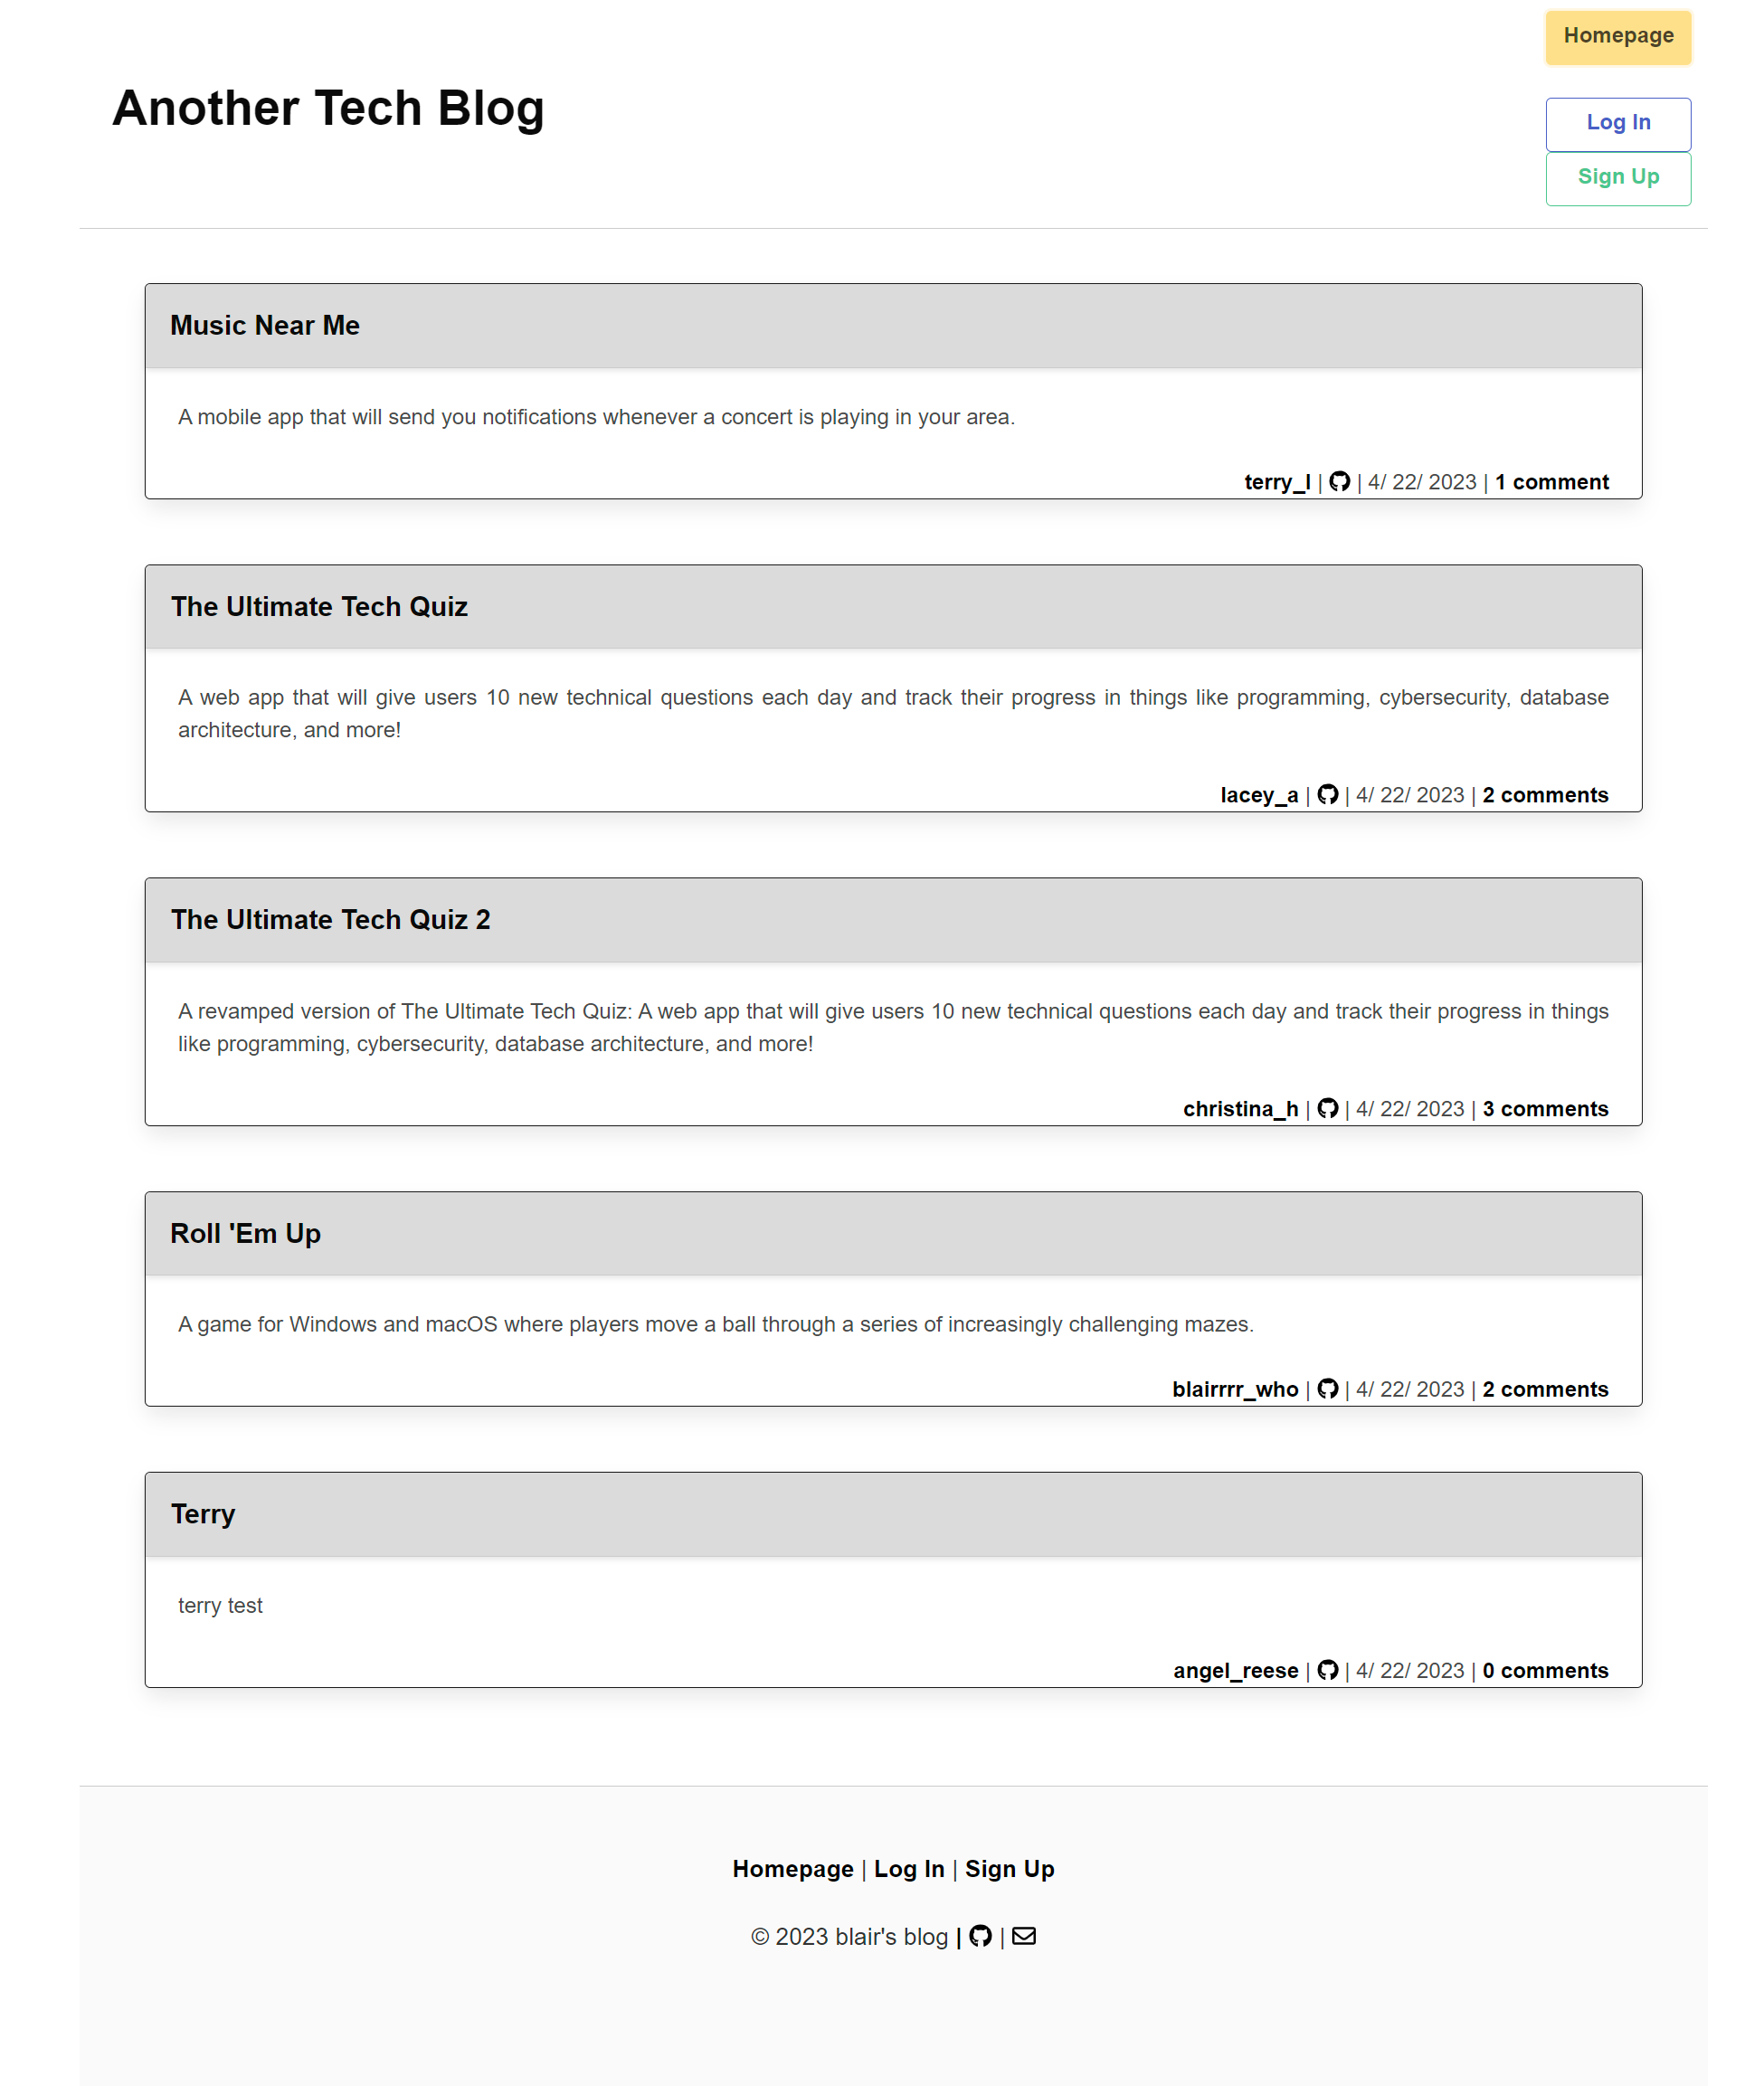 Homepage
Another Tech Blog
Log In
Sign Up
Music Near Me
A mobile app that will send you notifications whenever a concert is playing in your area.
terry_l | | 4/ 22/ 2023 | 1 comment
The Ultimate Tech Quiz
A web app that will give users 10 new technical questions each day and track their progress in things like programming, cybersecurity, database
architecture, and more!
lacey_a | | 4/ 22/ 2023 | 2 comments
The Ultimate Tech Quiz 2
A revamped version of The Ultimate Tech Quiz: A web app that will give users 10 new technical questions each day and track their progress in things
like programming, cybersecurity, database architecture, and more!
christina_h | | 4/ 22/ 2023 | 3 comments
Roll 'Em Up
A game for Windows and macOS where players move a ball through a series of increasingly challenging mazes.
blairrrr_who | | 4/ 22/ 2023 | 2 comments
Terry
terry test
angel_reese | | 4/ 22/ 2023 | 0 comments
Homepage | Log In | Sign Up
© 2023 blair's blog | |